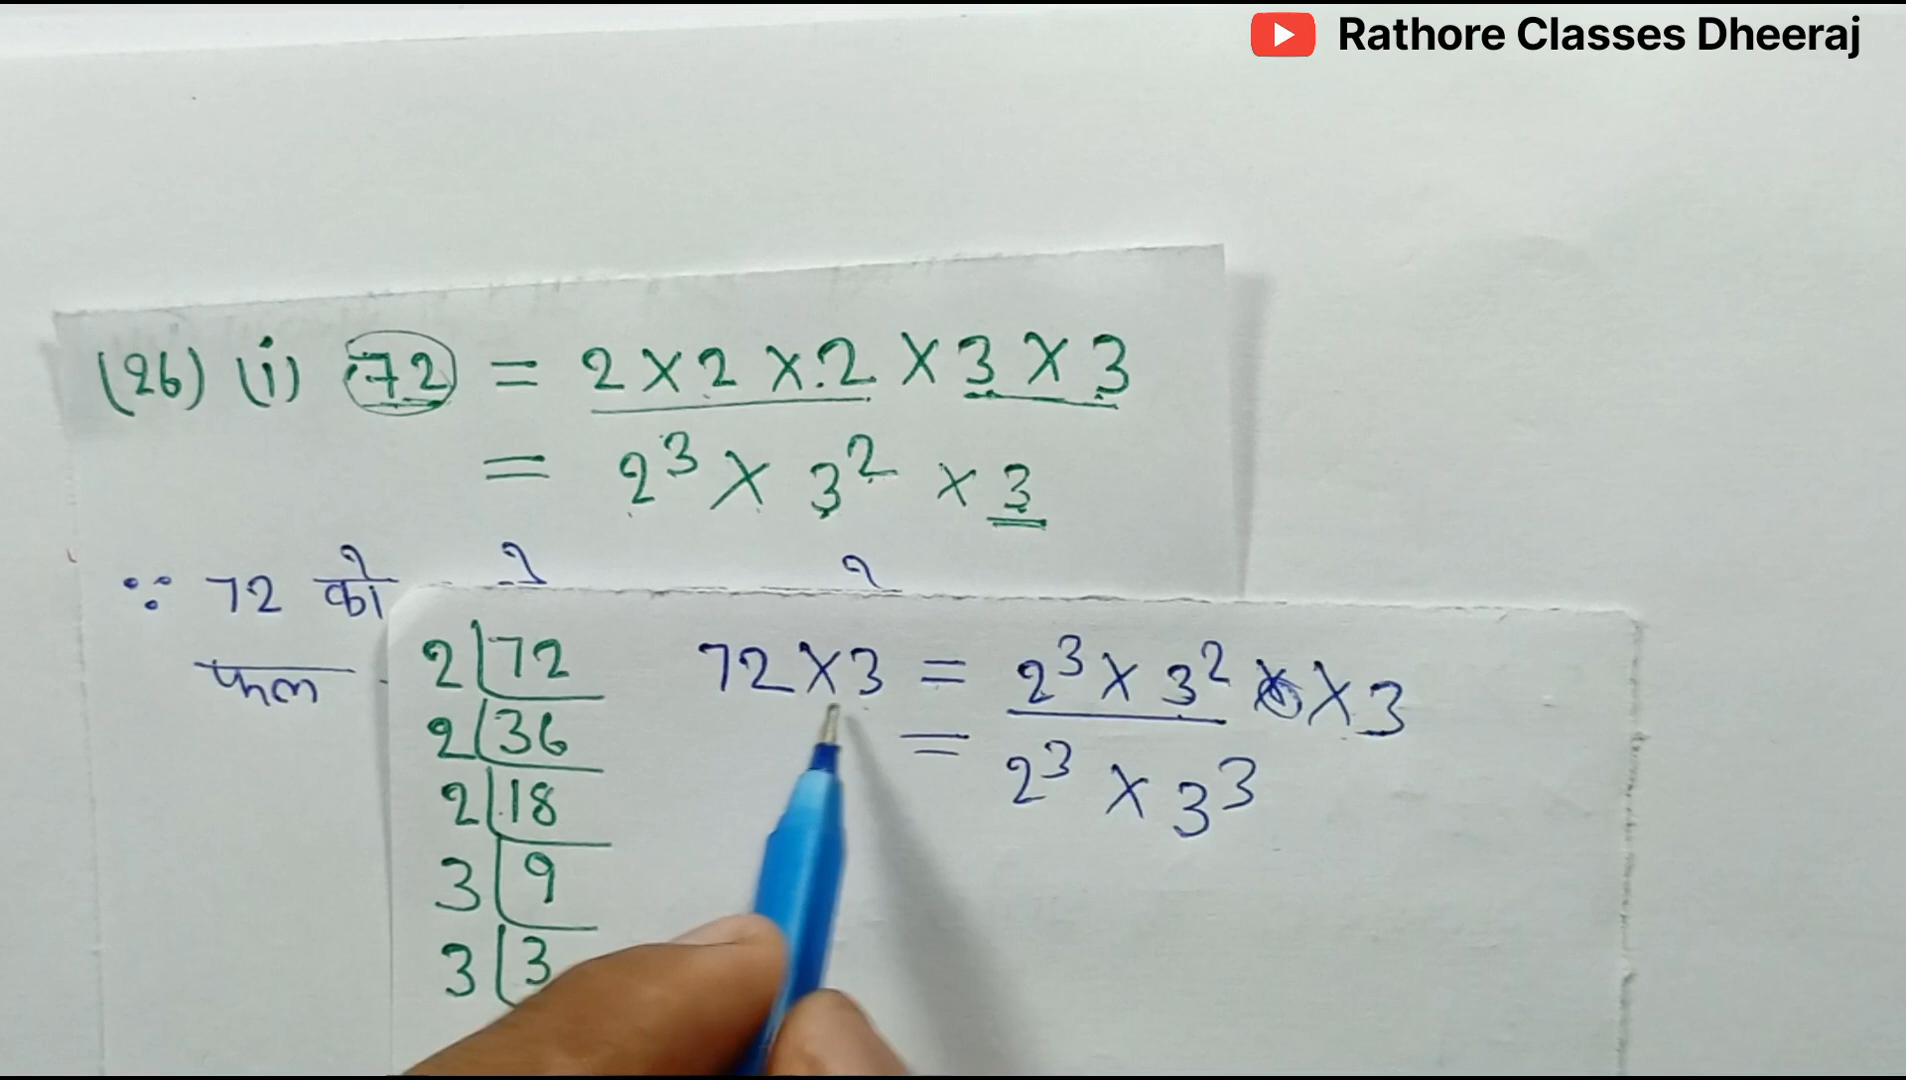 Rathore Classes Dheeraj
(26) (i) 72 = 2 × 2 × 2 × 3 × 3
= 2³ × 3² × 3
∵ 72 को
फल
2 | 72
2 | 36
2 | 18
3 | 9
3 | 3
72 × 3 = 2³ × 3² × 3
= 2³ × 3³